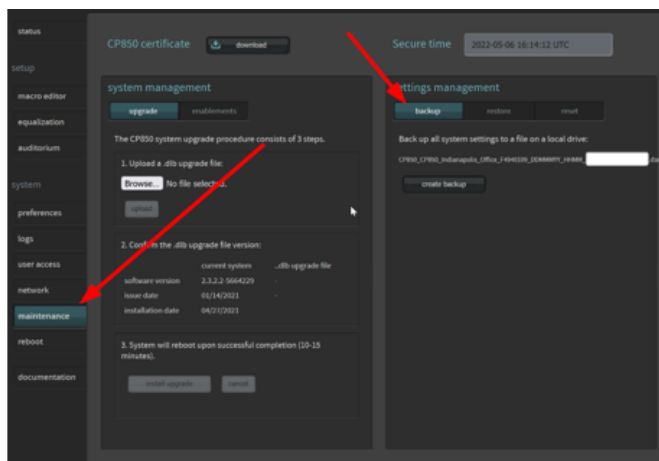 status
CP850 certificate
download
Secure time
2022-05-06 16:14:12 UTC
setup
macro editor
equalization
auditorium
system
preferences
logs
user access
network
maintenance
reboot
documentation
system management
upgrade
enablements
The CP850 system upgrade procedure consists of 3 steps.
1. Upload a .dlb upgrade file:
Browse... No file selected.
upload
2. Confirm the .dlb upgrade file version:
current system ..dlb upgrade file
software version 2.3.2.2-5664229 -
issue date 01/14/2021 -
installation date 04/27/2021
3. System will reboot upon successful completion (10-15
minutes).
install upgrade
cancel
settings management
backup
restore
reset
Back up all system settings to a file on a local drive:
create backup